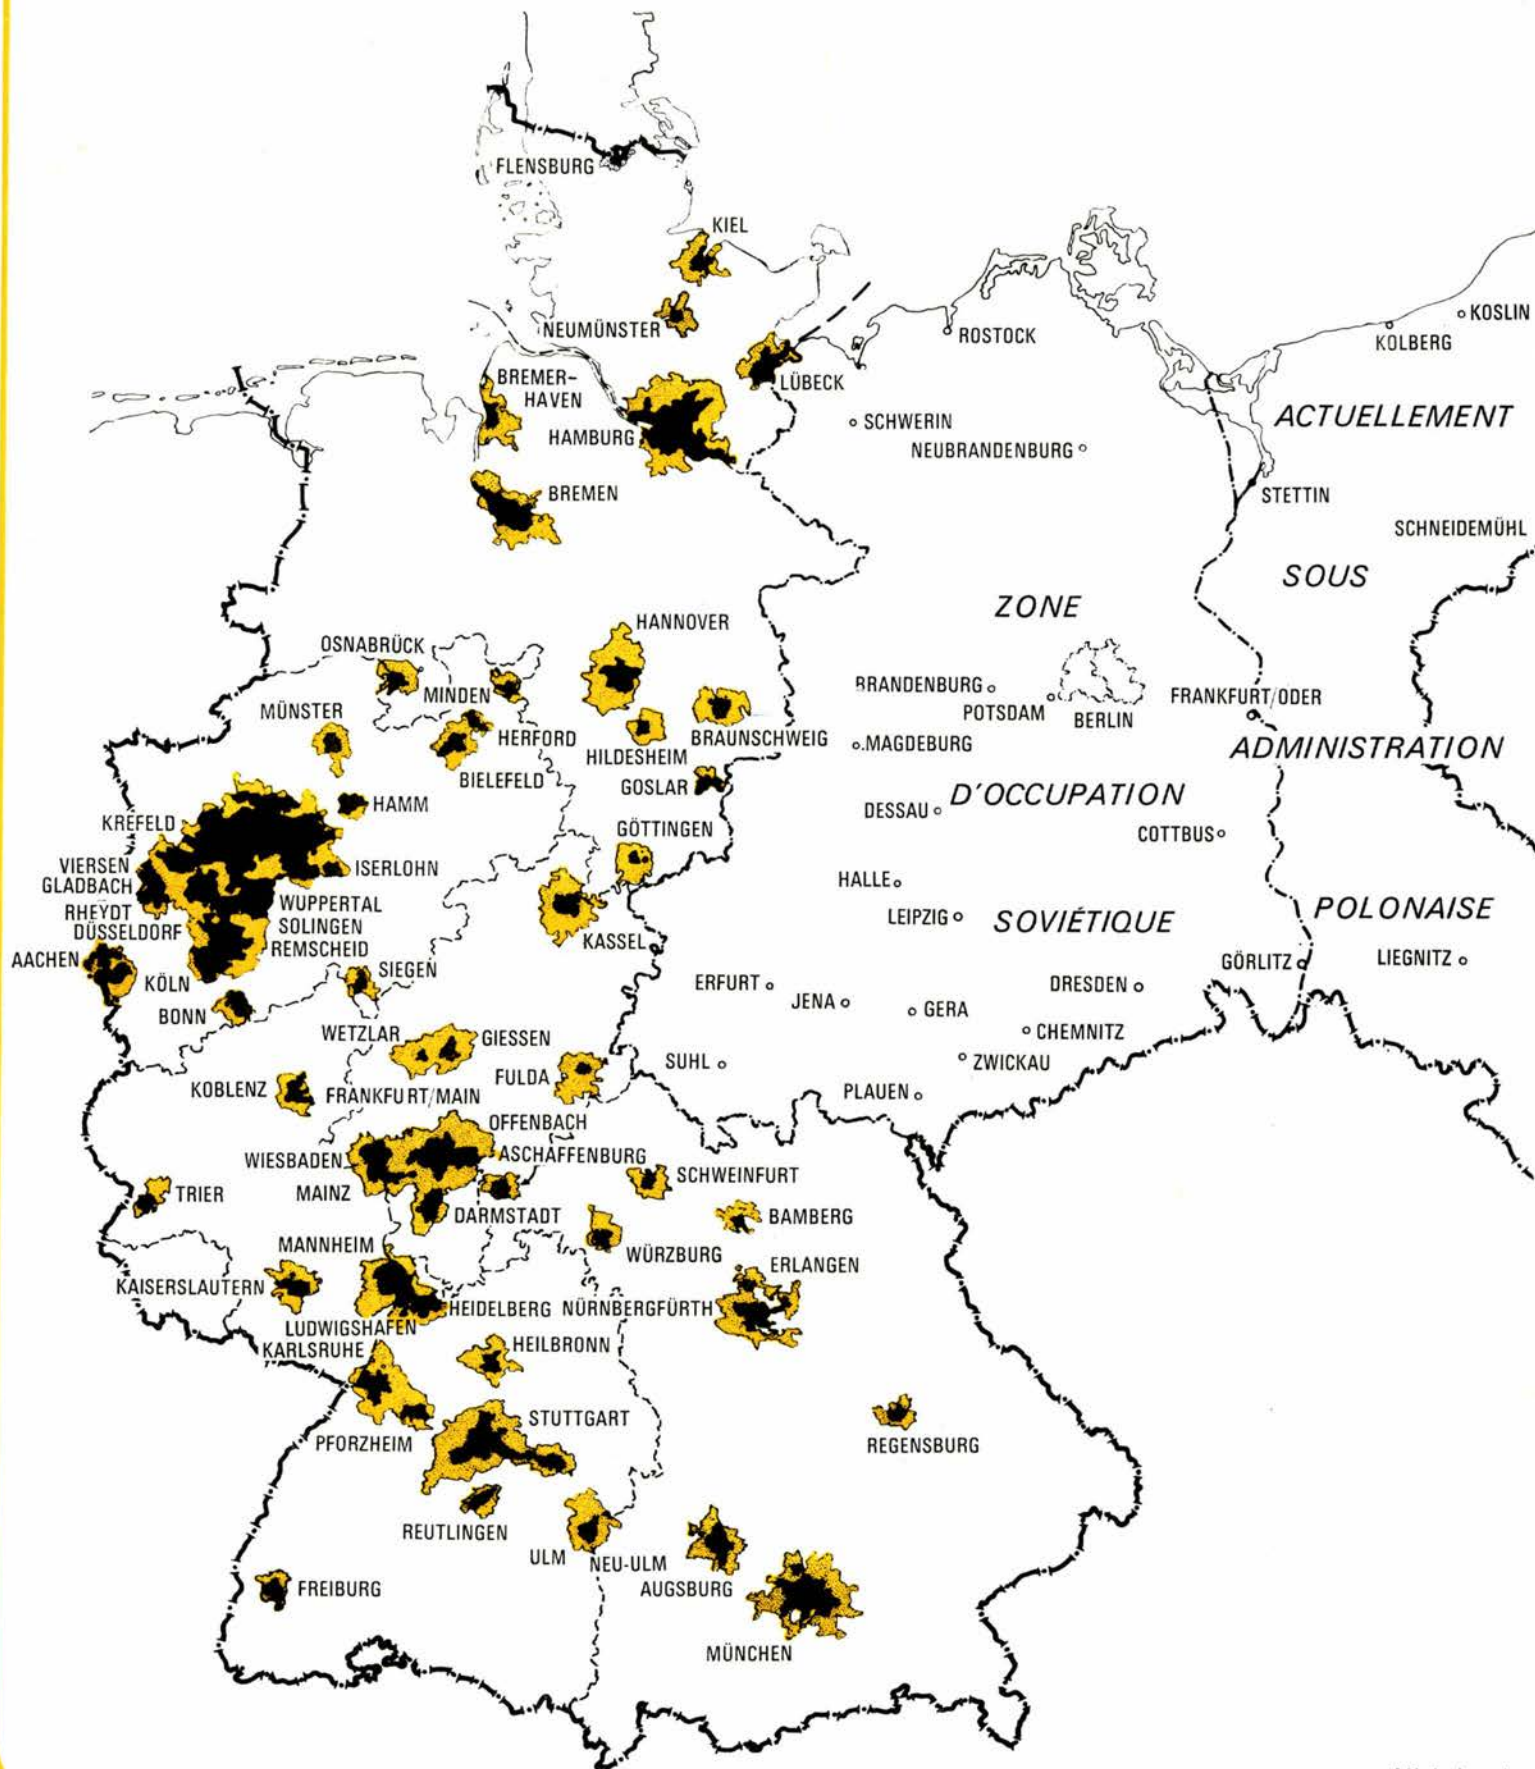 FLENSBURG
KIEL
NEUMÜNSTER
KOSLIN
ROSTOCK
KOLBERG
LÜBECK
BREMER-
HAVEN
HAMBURG
SCHWERIN
ACTUELLEMENT
NEUBRANDENBURG
BREMEN
STETTIN
SCHNEIDEMÜHL
SOUS
ZONE
HANNOVER
OSNABRÜCK
MINDEN
BRANDENBURG
POTSDAM
BERLIN
FRANKFURT/ODER
MÜNSTER
HERFORD
HILDESHEIM
BRAUNSCHWEIG
MAGDEBURG
ADMINISTRATION
BIELEFELD
GOSLAR
HAMM
DESSAU
D'OCCUPATION
KREFELD
GÖTTINGEN
COTTBUS
VIERSEN
ISERLOHN
GLADBACH
HALLE
RHEYDT
WUPPERTAL
LEIPZIG
SOVIÉTIQUE
POLONAISE
DÜSSELDORF
SOLINGEN
REMSCHEID
KASSEL
AACHEN
KÖLN
SIEGEN
GÖRLITZ
LIEGNITZ
ERFURT
JENA
DRESDEN
BONN
GERA
WETZLAR
GIESSEN
CHEMNITZ
FULDA
SUHL
ZWICKAU
KOBLENZ
FRANKFURT/MAIN
PLAUEN
OFFENBACH
WIESBADEN
ASCHAFFENBURG
SCHWEINFURT
TRIER
MAINZ
DARMSTADT
BAMBERG
MANNHEIM
WÜRZBURG
ERLANGEN
KAISERSLAUTERN
HEIDELBERG
NÜRNBERGFÜRTH
LUDWIGSHAFEN
KARLSRUHE
HEILBRONN
STUTTGART
PFORZHEIM
REGENSBURG
REUTLINGEN
ULM
NEU-ULM
FREIBURG
AUGSBURG
MÜNCHEN